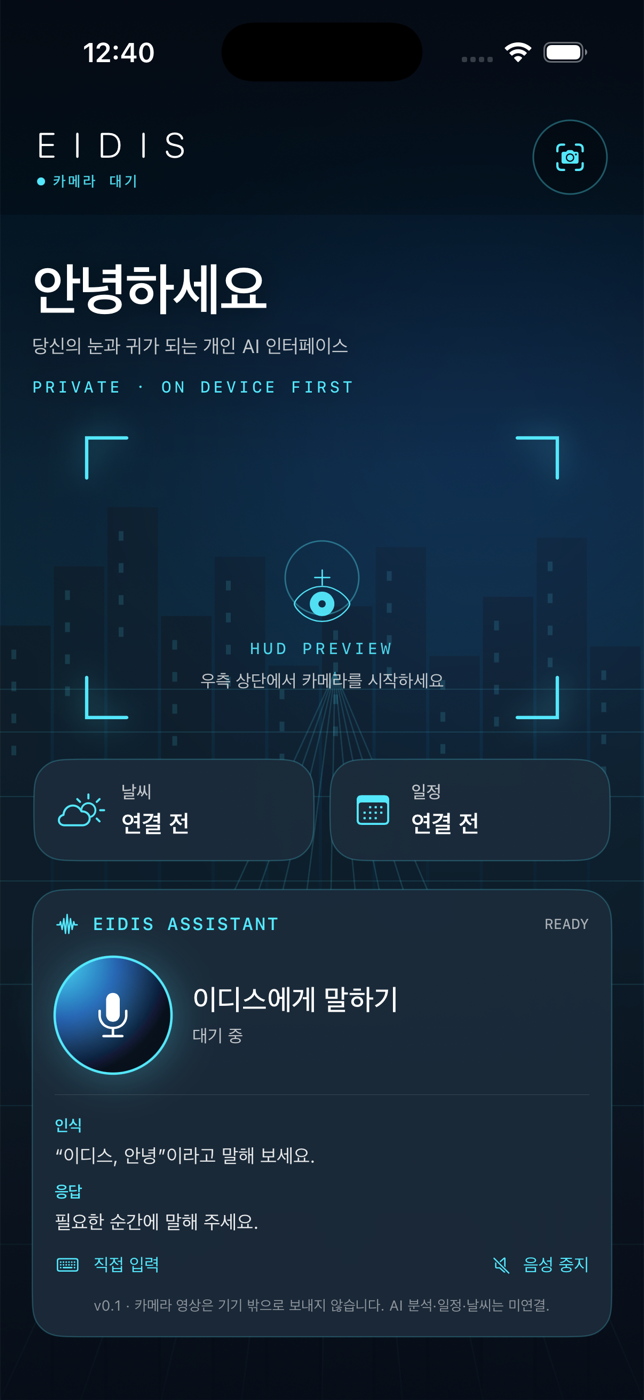 12:40
EIDIS
카메라 대기
안녕하세요
당신의 눈과 귀가 되는 개인 AI 인터페이스
PRIVATE · ON DEVICE FIRST
HUD PREVIEW
우측 상단에서 카메라를 시작하세요
날씨
연결 전
일정
연결 전
EIDIS ASSISTANT
READY
이디스에게 말하기
대기 중
인식
“이디스, 안녕”이라고 말해 보세요.
응답
필요한 순간에 말해 주세요.
직접 입력
음성 중지
v0.1 · 카메라 영상은 기기 밖으로 보내지 않습니다. AI 분석·일정·날씨는 미연결.